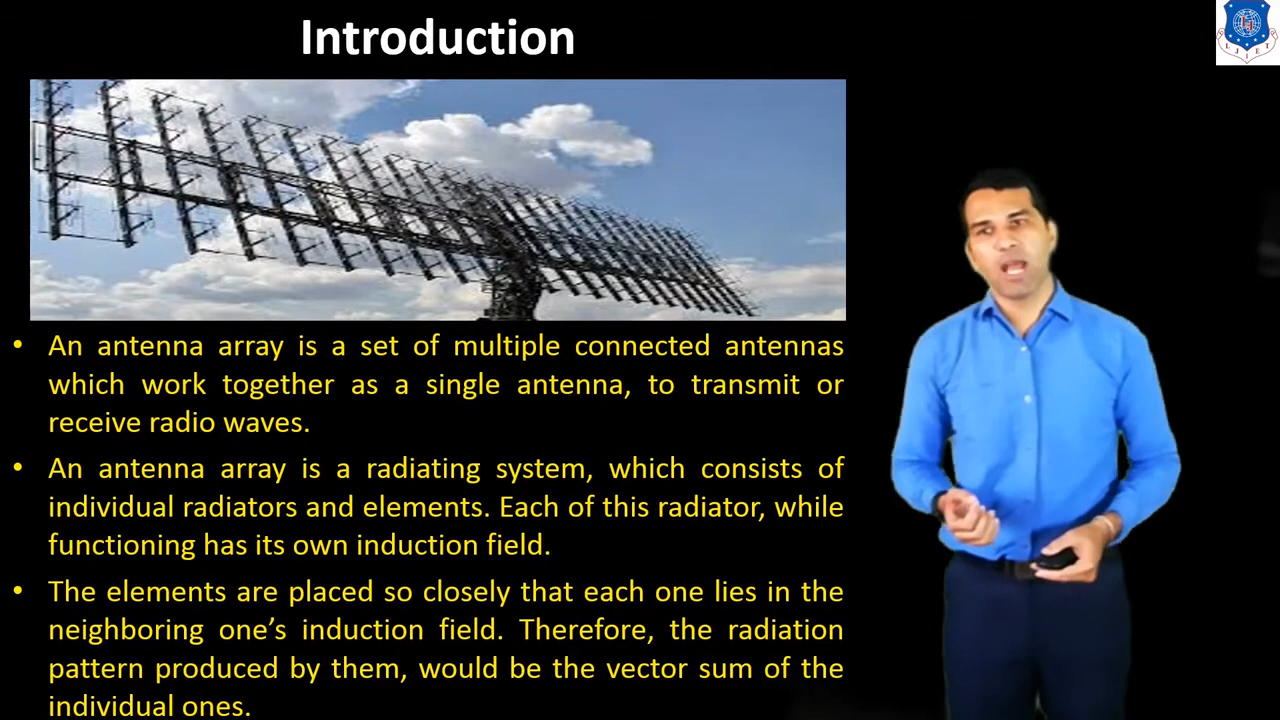 Introduction
LJIET
• An antenna array is a set of multiple connected antennas
which work together as a single antenna, to transmit or
receive radio waves.
• An antenna array is a radiating system, which consists of
individual radiators and elements. Each of this radiator, while
functioning has its own induction field.
• The elements are placed so closely that each one lies in the
neighboring one’s induction field. Therefore, the radiation
pattern produced by them, would be the vector sum of the
individual ones.